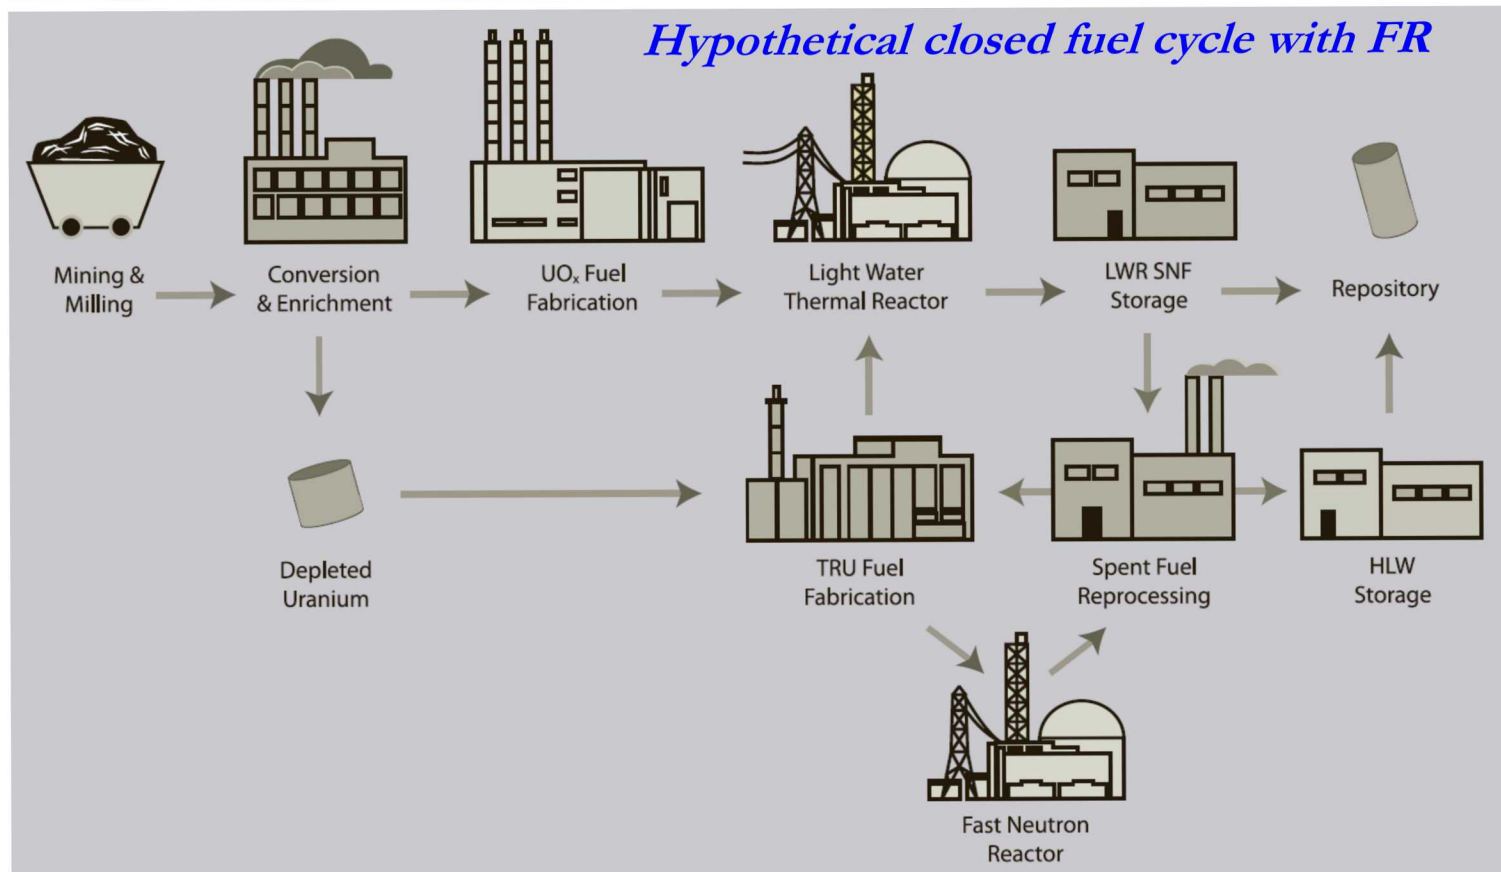 Hypothetical closed fuel cycle with FR
Mining &
Milling
Conversion
& Enrichment
UOₓ Fuel
Fabrication
Light Water
Thermal Reactor
LWR SNF
Storage
Repository
Depleted
Uranium
TRU Fuel
Fabrication
Spent Fuel
Reprocessing
HLW
Storage
Fast Neutron
Reactor